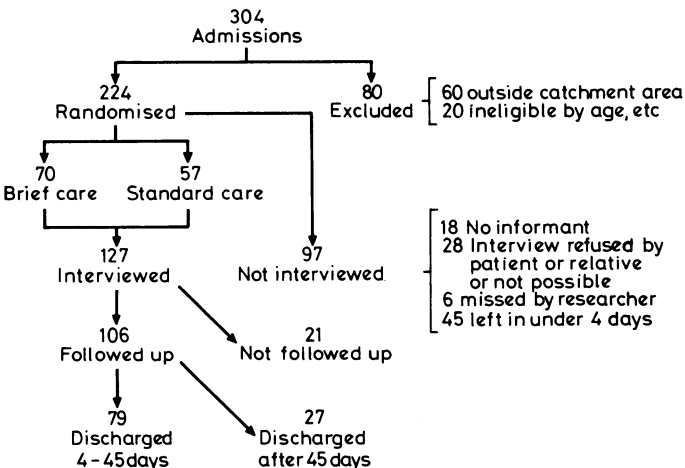 304
Admissions
224
Randomised
80
Excluded
60 outside catchment area
20 ineligible by age, etc
70
Brief care
57
Standard care
127
Interviewed
97
Not interviewed
18 No informant
28 Interview refused by
patient or relative
or not possible
6 missed by researcher
45 left in under 4 days
106
Followed up
21
Not followed up
79
Discharged
4-45 days
27
Discharged
after 45 days